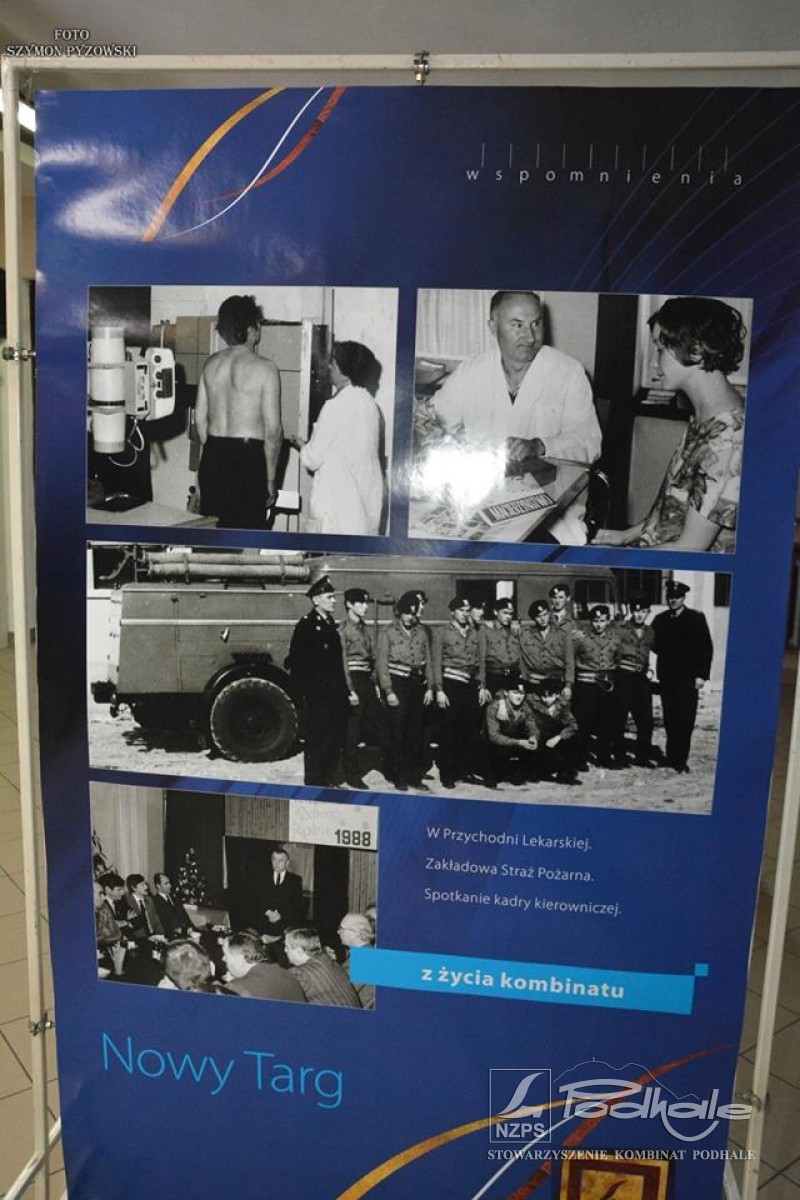 FOTO
SZYMON PYZOWSKI
wspomnienia
MACIERZYŃSTWO
1988
W Przychodni Lekarskiej.
Zakładowa Straż Pożarna.
Spotkanie kadry kierowniczej.
z życia kombinatu
Nowy Targ
NZPS Podhale
STOWARZYSZENIE KOMBINAT PODHALE